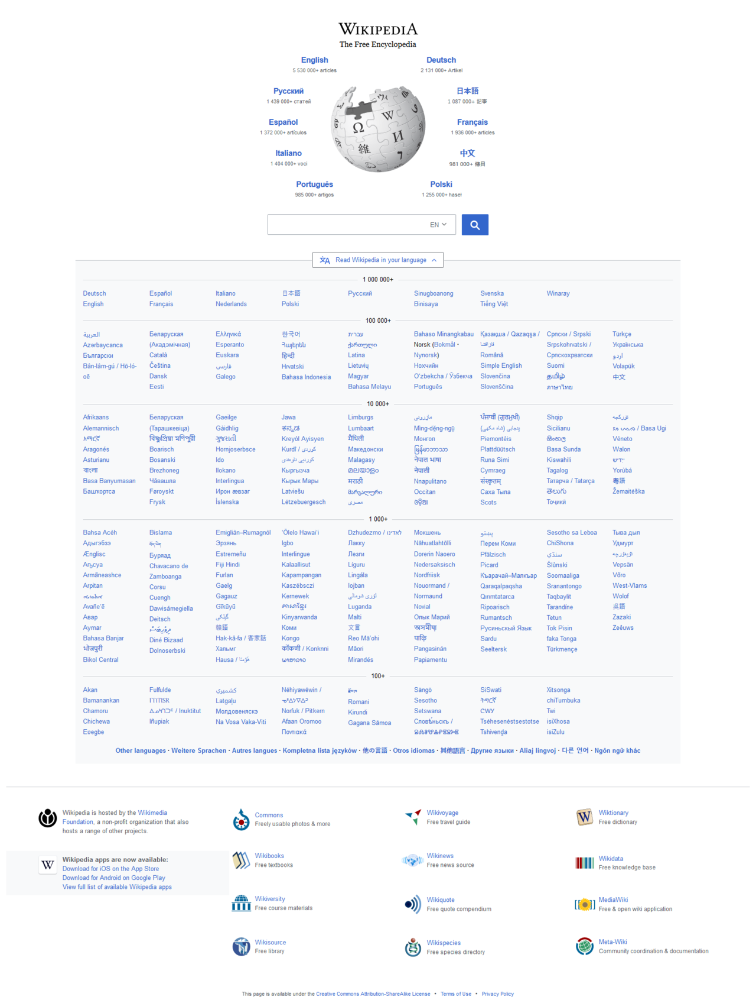 WIKIPEDIA
The Free Encyclopedia
English
5 530 000+ articles
Deutsch
2 131 000+ Artikel
Русский
1 439 000+ статей
日本語
1 087 000+ 記事
Español
1 372 000+ artículos
Français
1 936 000+ articles
Italiano
1 404 000+ voci
中文
981 000+ 條目
Português
985 000+ artigos
Polski
1 255 000+ haseł
EN
Read Wikipedia in your language
1 000 000+
Deutsch Español Italiano 日本語 Русский Sinugboanong Svenska Winaray
English Français Nederlands Polski Binisaya Tiếng Việt
100 000+
العربية
Azərbaycanca
Български
Bân-lâm-gú / Hō-ló-
oē
Беларуская
(Акадэмічная)
Català
Čeština
Dansk
Eesti
Ελληνικά
Esperanto
Euskara
فارسی
Galego
한국어
Հայերեն
हिन्दी
Hrvatski
Bahasa Indonesia
עברית
ქართული
Latina
Lietuvių
Magyar
Bahasa Melayu
Bahaso Minangkabau
Norsk (Bokmål ·
Nynorsk)
Нохчийн
O‘zbekcha / Ўзбекча
Português
Қазақша / Qazaqşa /
قازاقشا
Română
Simple English
Slovenčina
Slovenščina
Српски / Srpski
Srpskohrvatski /
Српскохрватски
Suomi
தமிழ்
ภาษาไทย
Türkçe
Українська
اردو
Volapük
中文
10 000+
Afrikaans
Alemannisch
አማርኛ
Aragonés
Asturianu
বাংলা
Basa Banyumasan
Башҡортса
Беларуская
(Тарашкевіца)
বিষ্ণুপ্রিয়া মণিপুরী
Boarisch
Bosanski
Brezhoneg
Чӑвашла
Føroyskt
Frysk
Gaeilge
Gàidhlig
ગુજરાતી
Hornjoserbsce
Ido
Ilokano
Interlingua
Ирон æвзаг
Íslenska
Jawa
ಕನ್ನಡ
Kreyòl Ayisyen
Kurdî / كوردی
کوردیی ناوەندی
Кыргызча
Кырык Мары
Latviešu
Lëtzebuergesch
Limburgs
Lumbaart
मैथिली
Македонски
Malagasy
മലയാളം
मराठी
მარგალური
مصرى
مازِرونی
Mìng-dĕ̤ng-ngṳ̄
Монгол
မြန်မာဘာသာ
नेपाल भाषा
नेपाली
Nnapulitano
Occitan
ଓଡ଼ିଆ
ਪੰਜਾਬੀ (ਗੁਰਮੁਖੀ)
پنجابی (شاہ مکھی)
Piemontèis
Plattdüütsch
Runa Simi
Cymraeg
संस्कृतम्
Саха Тыла
Scots
Shqip
Sicilianu
සිංහල
Basa Sunda
Kiswahili
Tagalog
Татарча / Tatarça
తెలుగు
Тоҷикӣ
تۆرکجه
ᨅᨔ ᨕᨘᨁᨗ / Basa Ugi
Vèneto
Walon
ייִדיש
Yorùbá
粵語
Žemaitėška
1 000+
Bahsa Acèh
Адыгэбзэ
Ænglisc
Аҧсуа
Armãneashce
Arpitan
ܐܬܘܪܝܐ
Avañe’ẽ
Авар
Aymar
Bahasa Banjar
भोजपुरी
Bikol Central
Bislama
བོད་ཡིག
Буряад
Chavacano de
Zamboanga
Corsu
Cuengh
Davvisámegiella
Deitsch
ދިވެހިބަސް
Diné Bizaad
Dolnoserbski
Emigliàn–Rumagnòl
Эрзянь
Estremeñu
Fiji Hindi
Furlan
Gaelg
Gagauz
Gĩkũyũ
گیلکی
贛語
Hak-kâ-fa / 客家話
Хальмг
Hausa / هَوُسَا
ʻŌlelo Hawaiʻi
Igbo
Interlingue
Kalaallisut
Kapampangan
Kaszëbsczi
Kernewek
ភាសាខ្មែរ
Kinyarwanda
Коми
Kongo
कोंकणी / Konknni
ພາສາລາວ
Dzhudezmo / לאדינו
Лакку
Лезги
Líguru
Lingála
lojban
لۊری شومالی
Luganda
Malti
文言
Reo Mā’ohi
Māori
Mirandés
Мокшень
Nāhuatlahtōlli
Dorerin Naoero
Nedersaksisch
Nordfriisk
Nouormand /
Normaund
Novial
Олык Марий
অসমীযা়
पाऴि
Pangasinán
Papiamentu
پښتو
Перем Коми
Pfälzisch
Picard
Къарачай–Малкъар
Qaraqalpaqsha
Qırımtatarca
Ripoarisch
Rumantsch
Русиньскый Язык
Sardu
Seeltersk
Sesotho sa Leboa
ChiShona
سنڌي
Ślůnski
Soomaaliga
Sranantongo
Taqbaylit
Tarandíne
Tetun
Tok Pisin
faka Tonga
Türkmençe
Тыва дыл
Удмурт
ئۇيغۇرچه
Vepsän
Võro
West-Vlams
Wolof
吳語
Zazaki
Zeêuws
100+
Akan
Bamanankan
Chamoru
Chichewa
Eʋegbe
Fulfulde
𐌲𐌿𐍄𐌹𐍃𐌺
ᐃᓄᒃᑎᑐᑦ / Inuktitut
Iñupiak
كشميري
Latgaļu
Молдовеняскэ
Na Vosa Vaka-Viti
Nēhiyawēwin /
ᓀᐦᐃᔭᐍᐏᐣ
Norfuk / Pitkern
Afaan Oromoo
Ποντιακά
རྫོང་ཁ
Romani
Kirundi
Gagana Sāmoa
Sängö
Sesotho
Setswana
Словѣ́ньскъ /
ⰔⰎⰑⰂⰡⰐⰠⰔⰍⰟ
SiSwati
ትግርኛ
ᏣᎳᎩ
Tsėhesenėstsestotse
Tshivenḓa
Xitsonga
chiTumbuka
Twi
isiXhosa
isiZulu
Other languages · Weitere Sprachen · Autres langues · Kompletna lista języków · 他の言語 · Otros idiomas · 其他語言 · Другие языки · Aliaj lingvoj · 다른 언어 · Ngôn ngữ khác
Wikipedia is hosted by the Wikimedia
Foundation, a non-profit organization that also
hosts a range of other projects.
Wikipedia apps are now available:
Download for iOS on the App Store
Download for Android on Google Play
View full list of available Wikipedia apps
Commons
Freely usable photos & more
Wikivoyage
Free travel guide
Wiktionary
Free dictionary
Wikibooks
Free textbooks
Wikinews
Free news source
Wikidata
Free knowledge base
Wikiversity
Free course materials
Wikiquote
Free quote compendium
MediaWiki
Free & open wiki application
Wikisource
Free library
Wikispecies
Free species directory
Meta-Wiki
Community coordination & documentation
This page is available under the Creative Commons Attribution-ShareAlike License • Terms of Use • Privacy Policy